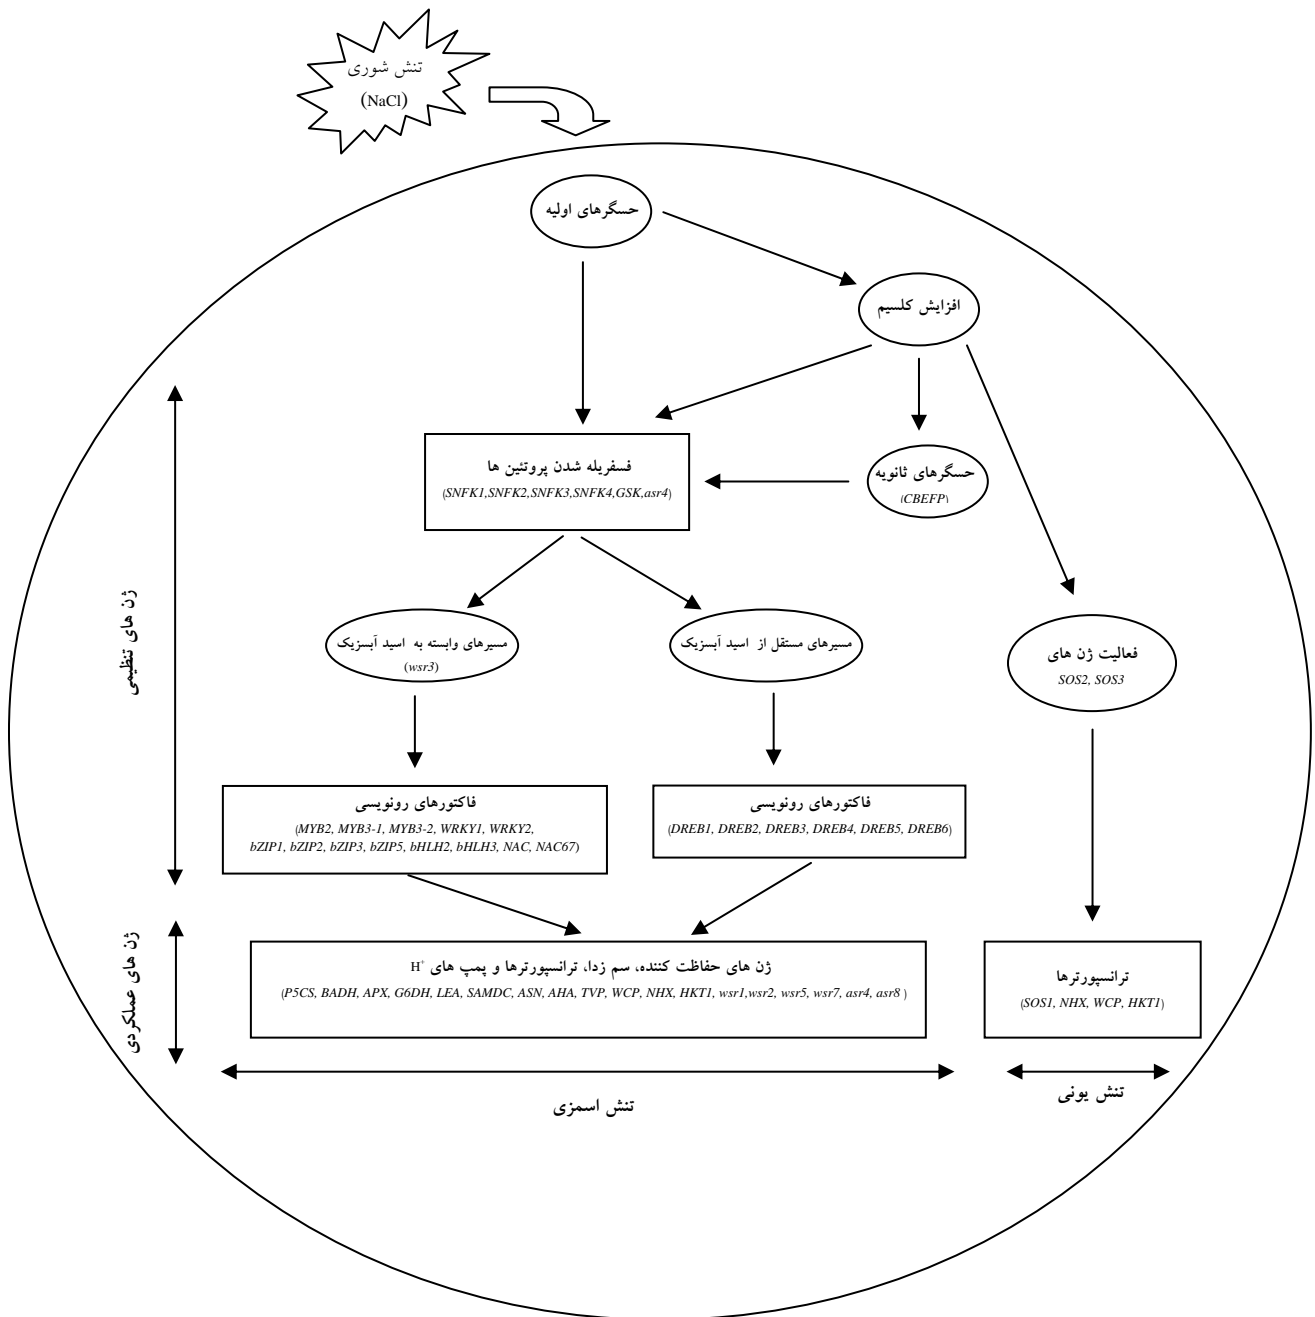 تنش شوری
(NaCl)
حسگرهای اولیه
افزایش کلسیم
فسفریله شدن پروتئین ها
(SNFK1,SNFK2,SNFK3,SNFK4,GSK,asr4)
حسگرهای ثانویه
(CBEFP)
مسیرهای وابسته به اسید آبسزیک
(wsr3)
مسیرهای مستقل از اسید آبسزیک
فعالیت ژن های
SOS2, SOS3
ژن های تنظیمی
فاکتورهای رونویسی
(MYB2, MYB3-1, MYB3-2, WRKY1, WRKY2,
bZIP1, bZIP2, bZIP3, bZIP5, bHLH2, bHLH3, NAC, NAC67)
فاکتورهای رونویسی
(DREB1, DREB2, DREB3, DREB4, DREB5, DREB6)
ژن های عملکردی
ژن های حفاظت کننده، سم زدا، ترانسپورترها و پمپ های H⁺
(P5CS, BADH, APX, G6DH, LEA, SAMDC, ASN, AHA, TVP, WCP, NHX, HKT1, wsr1,wsr2, wsr5, wsr7, asr4, asr8 )
ترانسپورترها
(SOS1, NHX, WCP, HKT1)
تنش اسمزی
تنش یونی